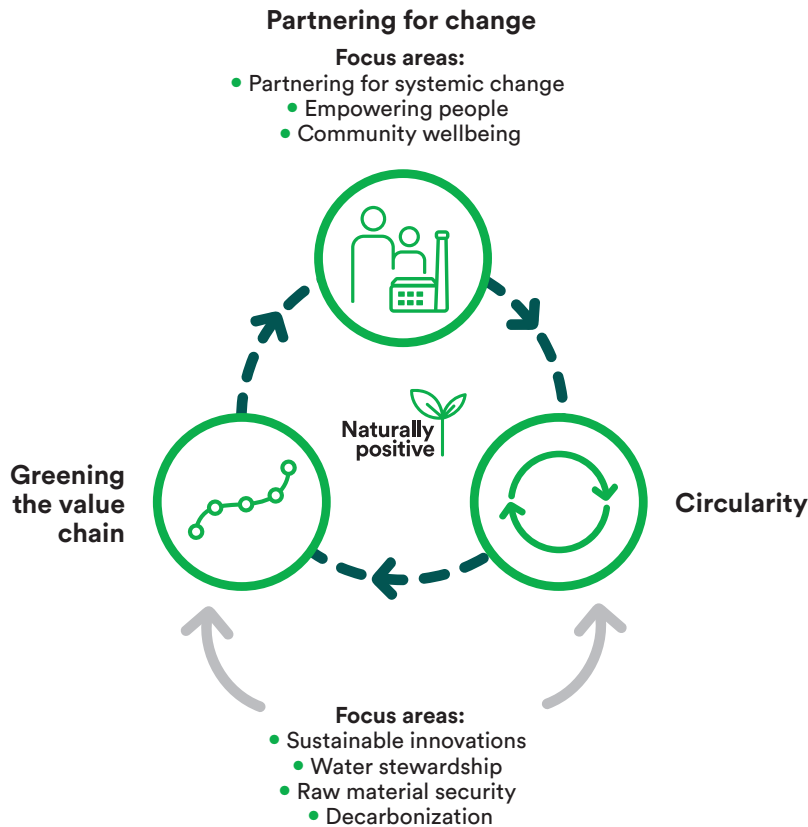 Partnering for change
Focus areas:
• Partnering for systemic change
• Empowering people
• Community wellbeing
Naturally
positive
Greening
the value
chain
Circularity
Focus areas:
• Sustainable innovations
• Water stewardship
• Raw material security
• Decarbonization